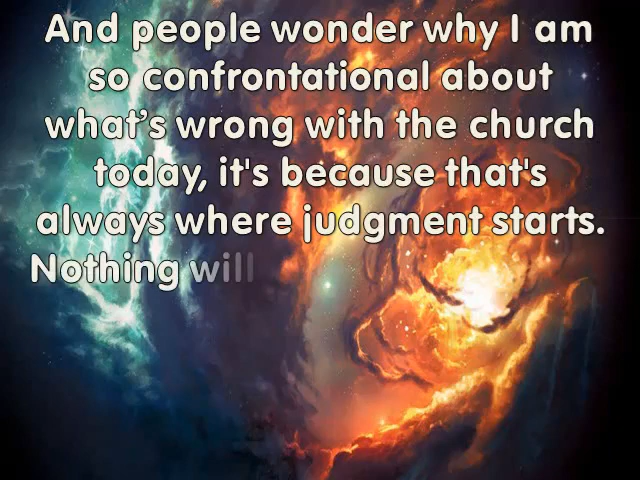 And people wonder why I am
so confrontational about
what’s wrong with the church
today, it's because that's
always where judgment starts.
Nothing will